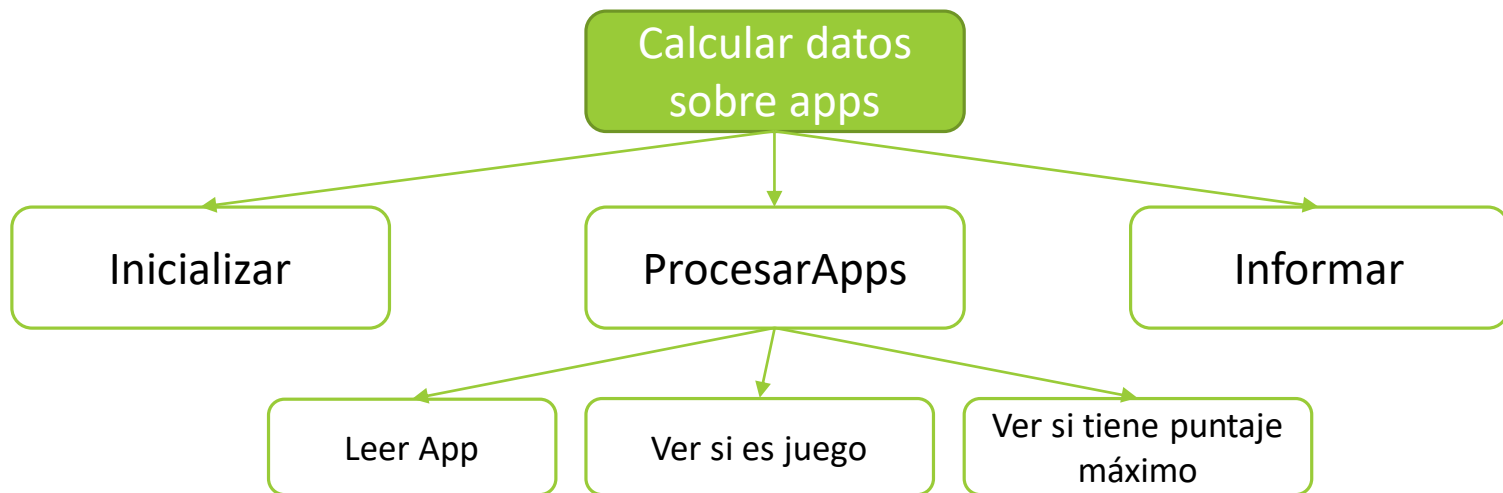 Calcular datos
sobre apps
Inicializar
ProcesarApps
Informar
Leer App
Ver si es juego
Ver si tiene puntaje
máximo